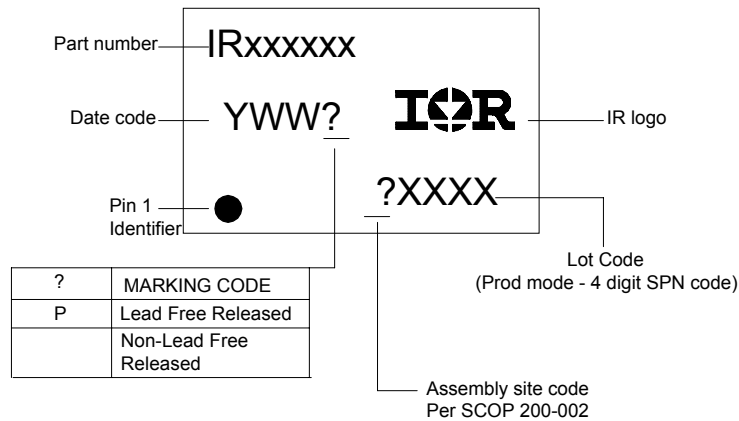 Part number
IRxxxxxx
Date code
YWW?
IOR
IR logo
?XXXX
Pin 1
Identifier
Lot Code
(Prod mode - 4 digit SPN code)
? MARKING CODE
P Lead Free Released
Non-Lead Free
Released
Assembly site code
Per SCOP 200-002